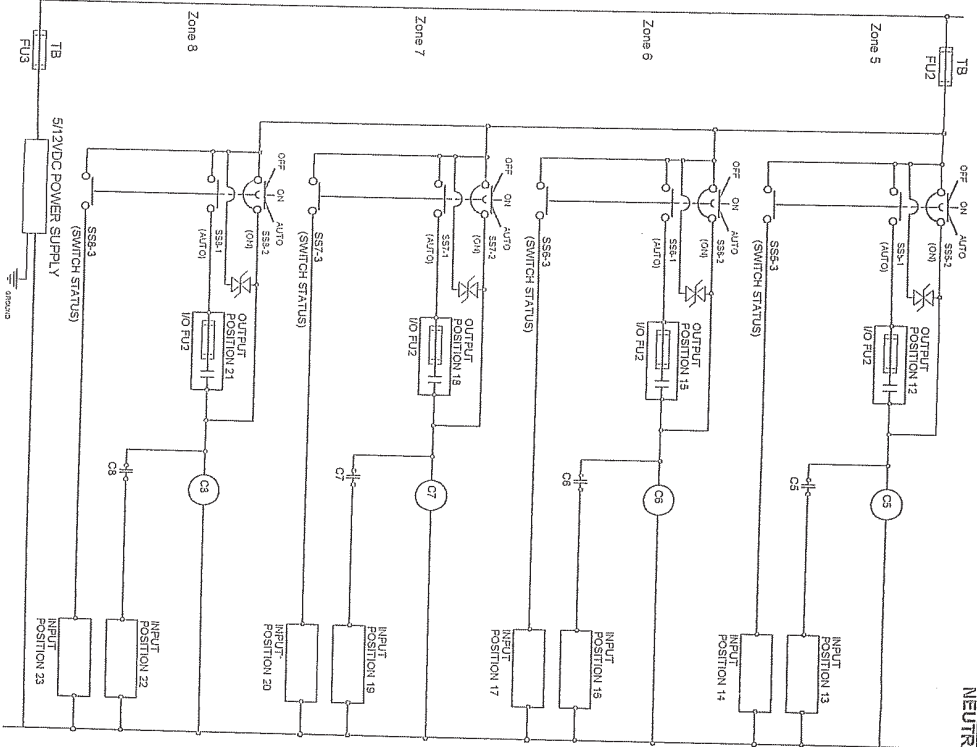 NEUTR
TB
FU2
Zone 5
OFF
ON
AUTO
SS5-2
(ON)
SS5-1
(AUTO)
OUTPUT
POSITION 12
I/O FU2
C5
C5
INPUT
POSITION 13
SS5-3
(SWITCH STATUS)
INPUT
POSITION 14
Zone 6
OFF
ON
AUTO
SS6-2
(ON)
SS6-1
(AUTO)
OUTPUT
POSITION 15
I/O FU2
C6
C6
INPUT
POSITION 16
SS6-3
(SWITCH STATUS)
INPUT
POSITION 17
Zone 7
OFF
ON
AUTO
SS7-2
(ON)
SS7-1
(AUTO)
OUTPUT
POSITION 18
I/O FU2
C7
C7
INPUT
POSITION 19
SS7-3
(SWITCH STATUS)
INPUT
POSITION 20
Zone 8
OFF
ON
AUTO
SS8-2
(ON)
SS8-1
(AUTO)
OUTPUT
POSITION 21
I/O FU2
C8
C8
INPUT
POSITION 22
SS8-3
(SWITCH STATUS)
INPUT
POSITION 23
TB
FU3
5/12VDC POWER SUPPLY
GROUND